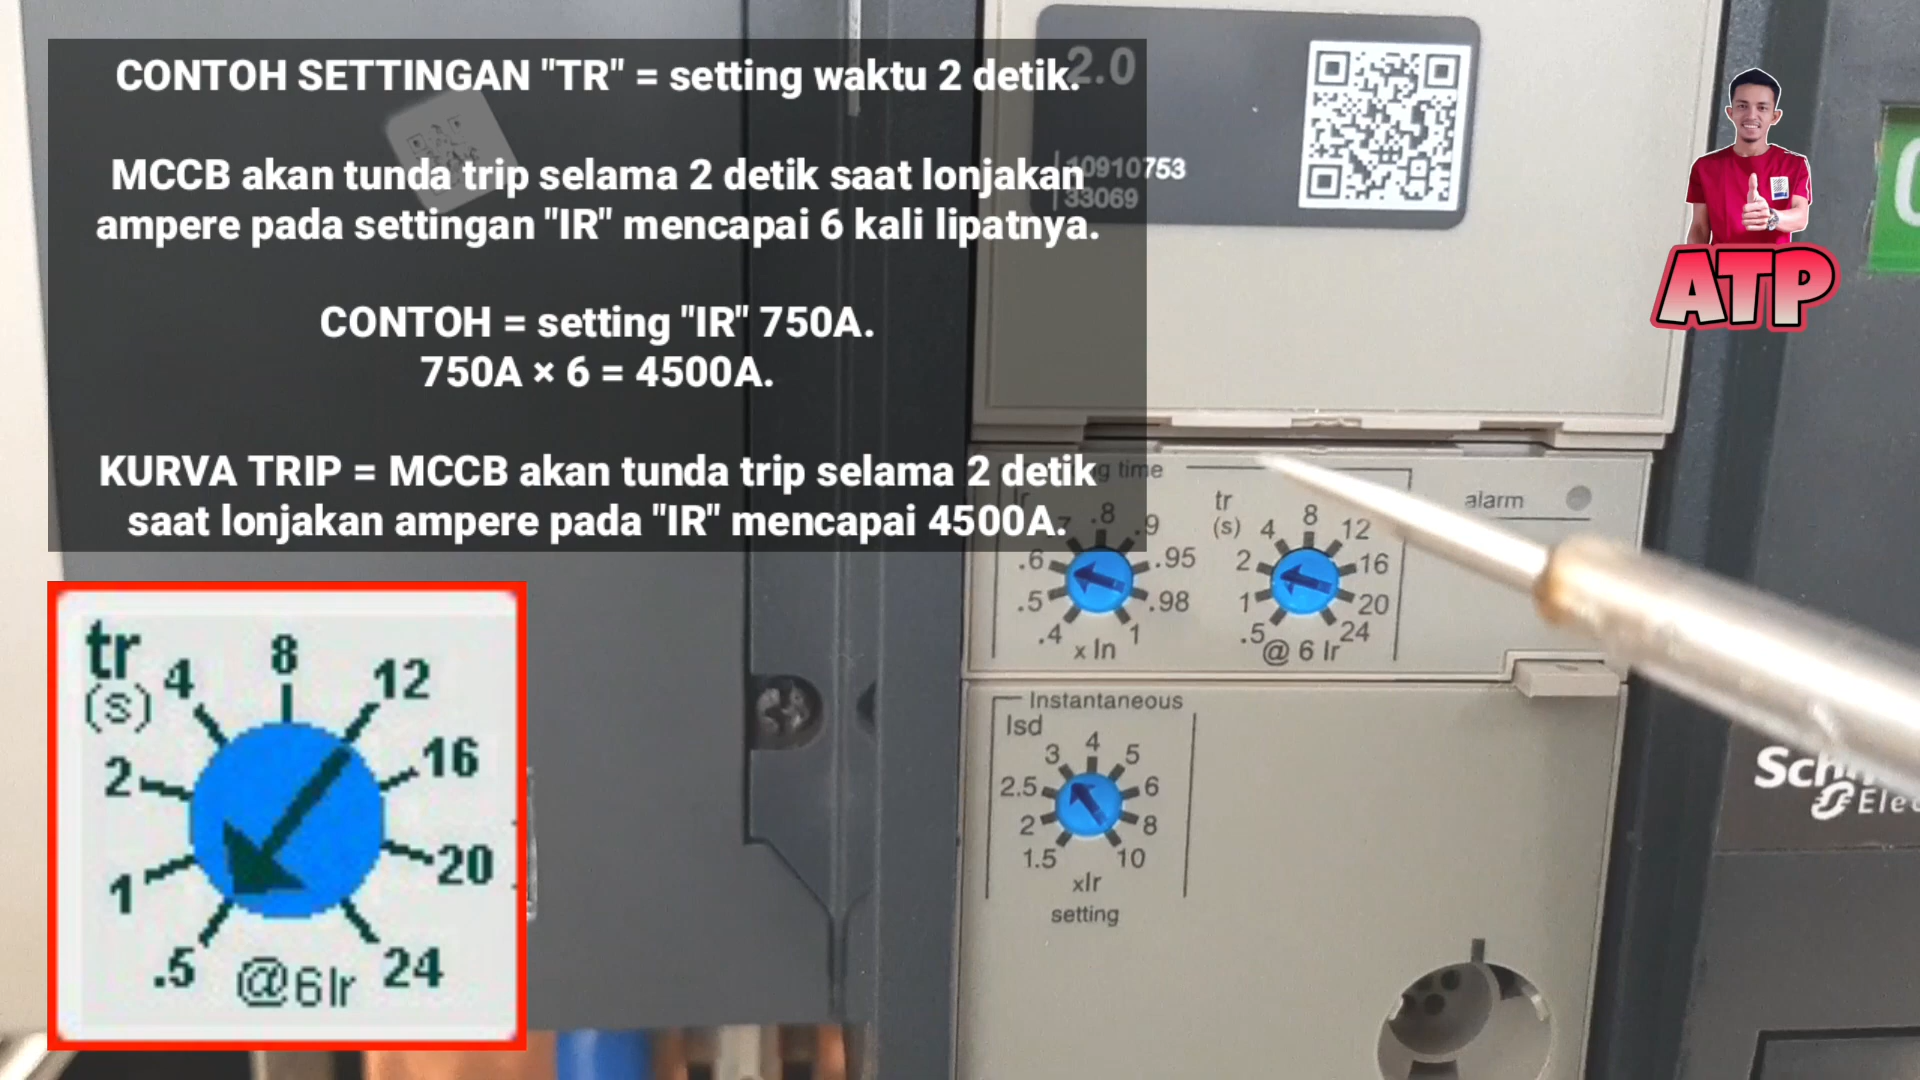 CONTOH SETTINGAN "TR" = setting waktu 2 detik.
MCCB akan tunda trip selama 2 detik saat lonjakan
ampere pada settingan "IR" mencapai 6 kali lipatnya.
CONTOH = setting "IR" 750A.
750A × 6 = 4500A.
KURVA TRIP = MCCB akan tunda trip selama 2 detik
saat lonjakan ampere pada "IR" mencapai 4500A.
2.0
10910753
33069
ATP
time
alarm
Ir
.4 .5 .6 .7 .8 .9 .95 .98 1
x In
tr
(s)
.5 1 2 4 8 12 16 20 24
@ 6 Ir
Instantaneous
Isd
1.5 2 2.5 3 4 5 6 8 10
xIr
setting
tr
(s)
.5 1 2 4 8 12 16 20 24
@6Ir